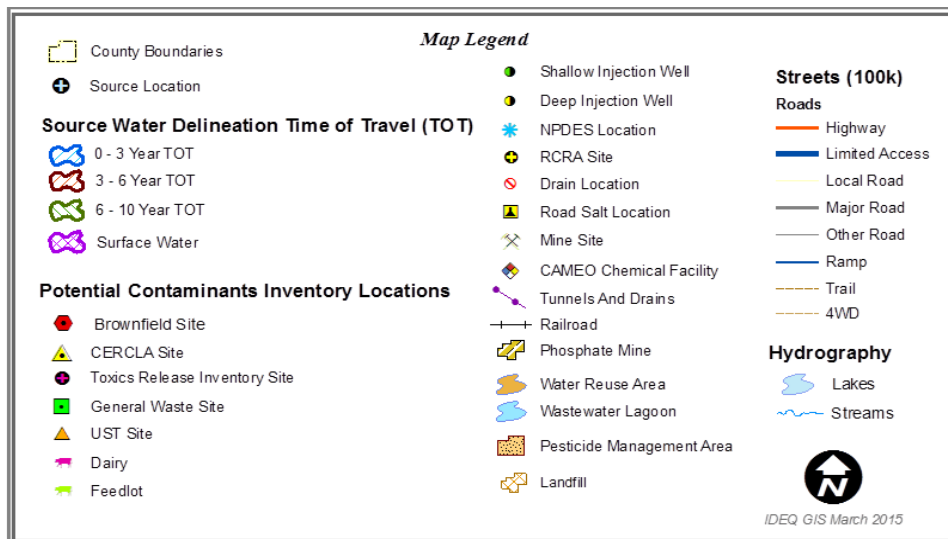 Map Legend
County Boundaries
Source Location
Source Water Delineation Time of Travel (TOT)
0 - 3 Year TOT
3 - 6 Year TOT
6 - 10 Year TOT
Surface Water
Potential Contaminants Inventory Locations
Brownfield Site
CERCLA Site
Toxics Release Inventory Site
General Waste Site
UST Site
Dairy
Feedlot
Shallow Injection Well
Deep Injection Well
NPDES Location
RCRA Site
Drain Location
Road Salt Location
Mine Site
CAMEO Chemical Facility
Tunnels And Drains
Railroad
Phosphate Mine
Water Reuse Area
Wastewater Lagoon
Pesticide Management Area
Landfill
Streets (100k)
Roads
Highway
Limited Access
Local Road
Major Road
Other Road
Ramp
Trail
4WD
Hydrography
Lakes
Streams
N
IDEQ GIS March 2015